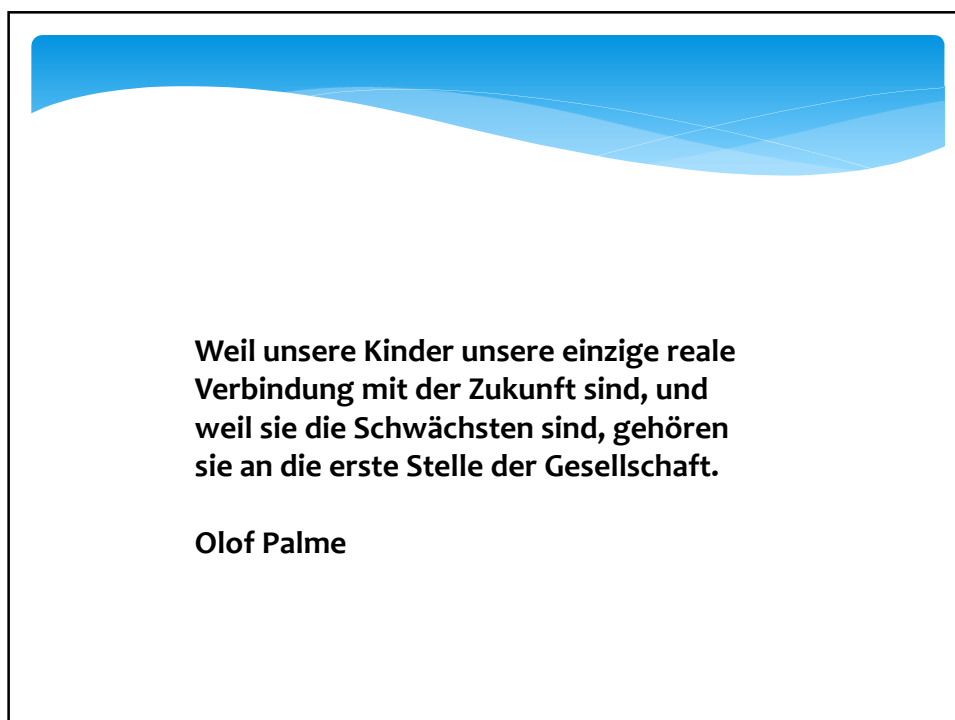 Weil unsere Kinder unsere einzige reale
Verbindung mit der Zukunft sind, und
weil sie die Schwächsten sind, gehören
sie an die erste Stelle der Gesellschaft.
Olof Palme